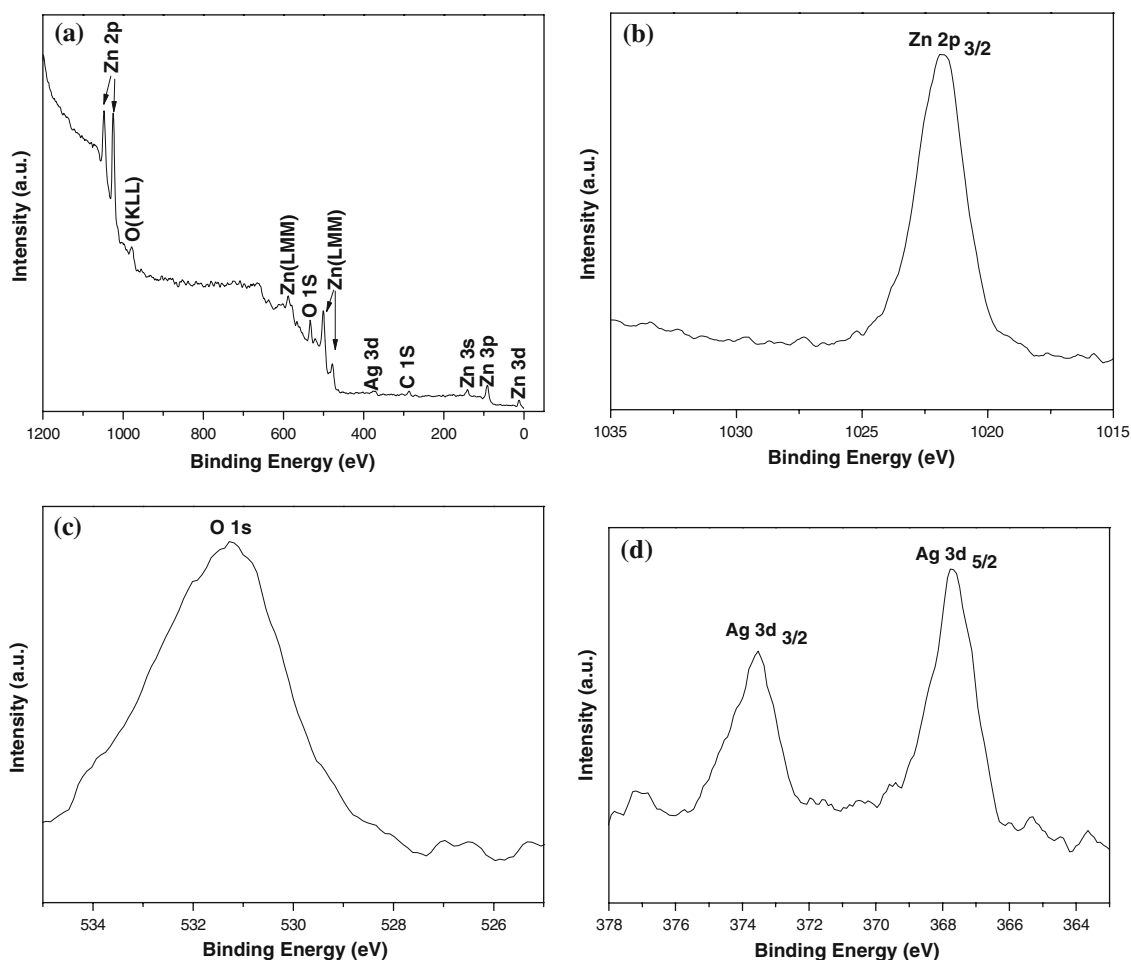 (a)
Zn 2p
O(KLL)
Zn(LMM)
O 1S
Zn(LMM)
Ag 3d
C 1S
Zn 3s
Zn 3p
Zn 3d
Intensity (a.u.)
1200 1000 800 600 400 200 0
Binding Energy (eV)
(b)
Zn 2p 3/2
Intensity (a.u.)
1035 1030 1025 1020 1015
Binding Energy (eV)
(c)
O 1s
Intensity (a.u.)
534 532 530 528 526
Binding Energy (eV)
(d)
Ag 3d 5/2
Ag 3d 3/2
Intensity (a.u.)
378 376 374 372 370 368 366 364
Binding Energy (eV)